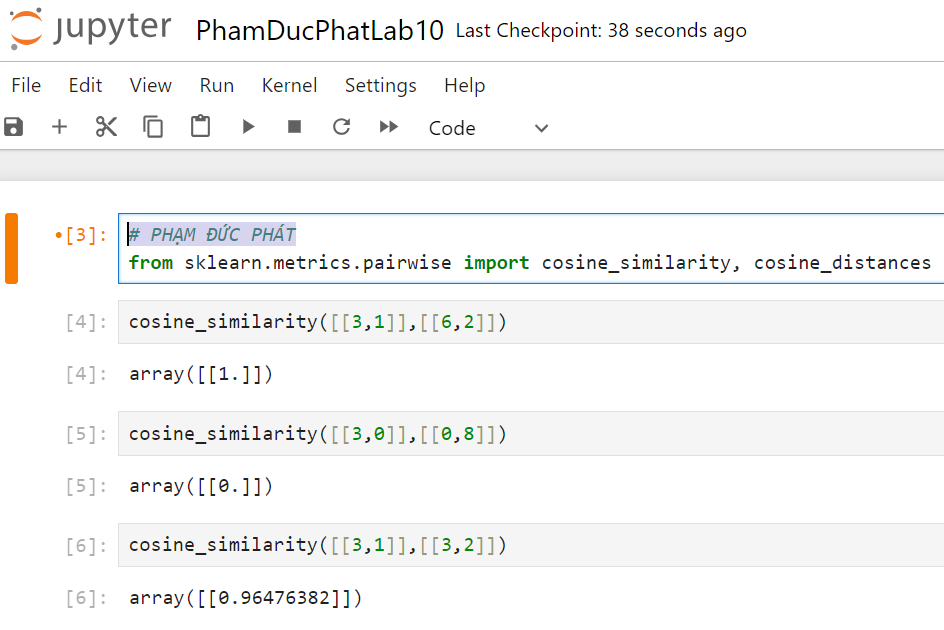 jupyter PhamDucPhatLab10 Last Checkpoint: 38 seconds ago
File Edit View Run Kernel Settings Help
Code
[3]: # PHẠM ĐỨC PHÁT
from sklearn.metrics.pairwise import cosine_similarity, cosine_distances
[4]: cosine_similarity([[3,1]],[[6,2]])
[4]: array([[1.]])
[5]: cosine_similarity([[3,0]],[[0,8]])
[5]: array([[0.]])
[6]: cosine_similarity([[3,1]],[[3,2]])
[6]: array([[0.96476382]])